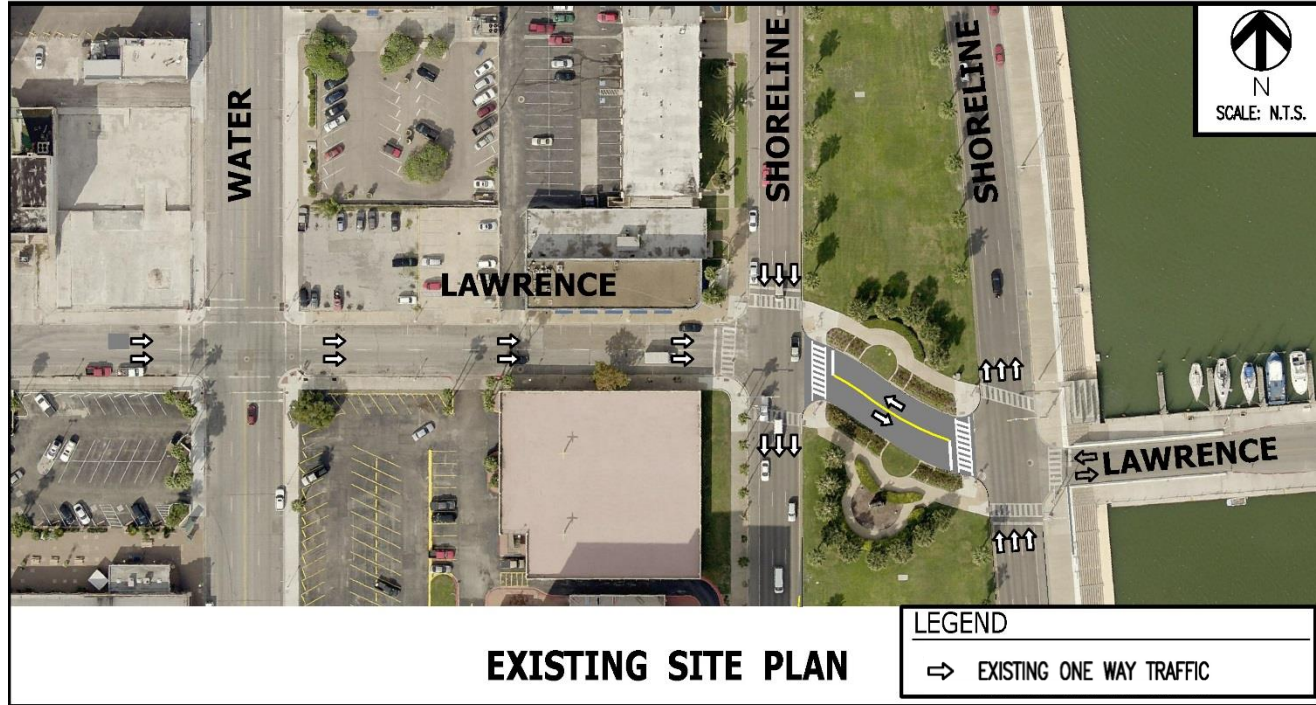 WATER
SHORELINE
SHORELINE
N
SCALE: N.T.S.
LAWRENCE
LAWRENCE
EXISTING SITE PLAN
LEGEND
EXISTING ONE WAY TRAFFIC